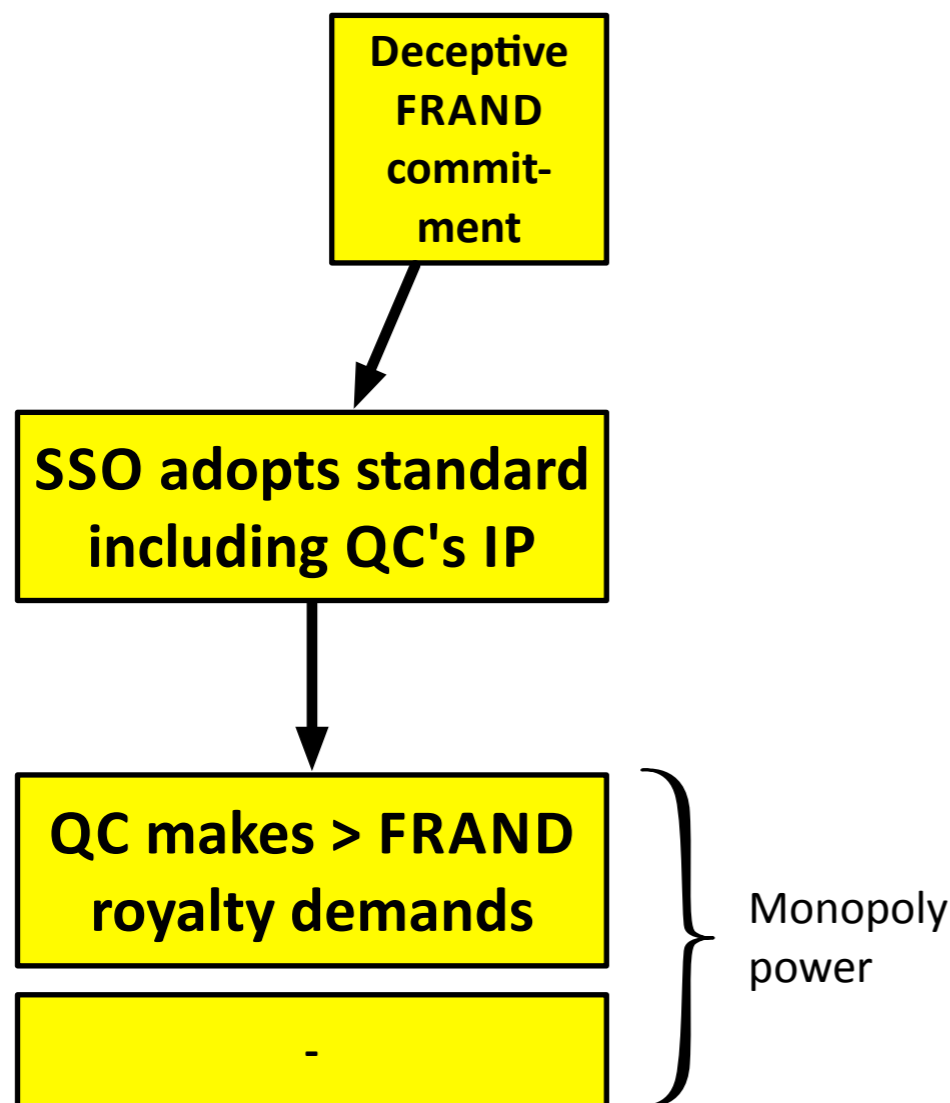 Deceptive
FRAND
commit-
ment
SSO adopts standard
including QC's IP
QC makes > FRAND
royalty demands
Monopoly
power
-